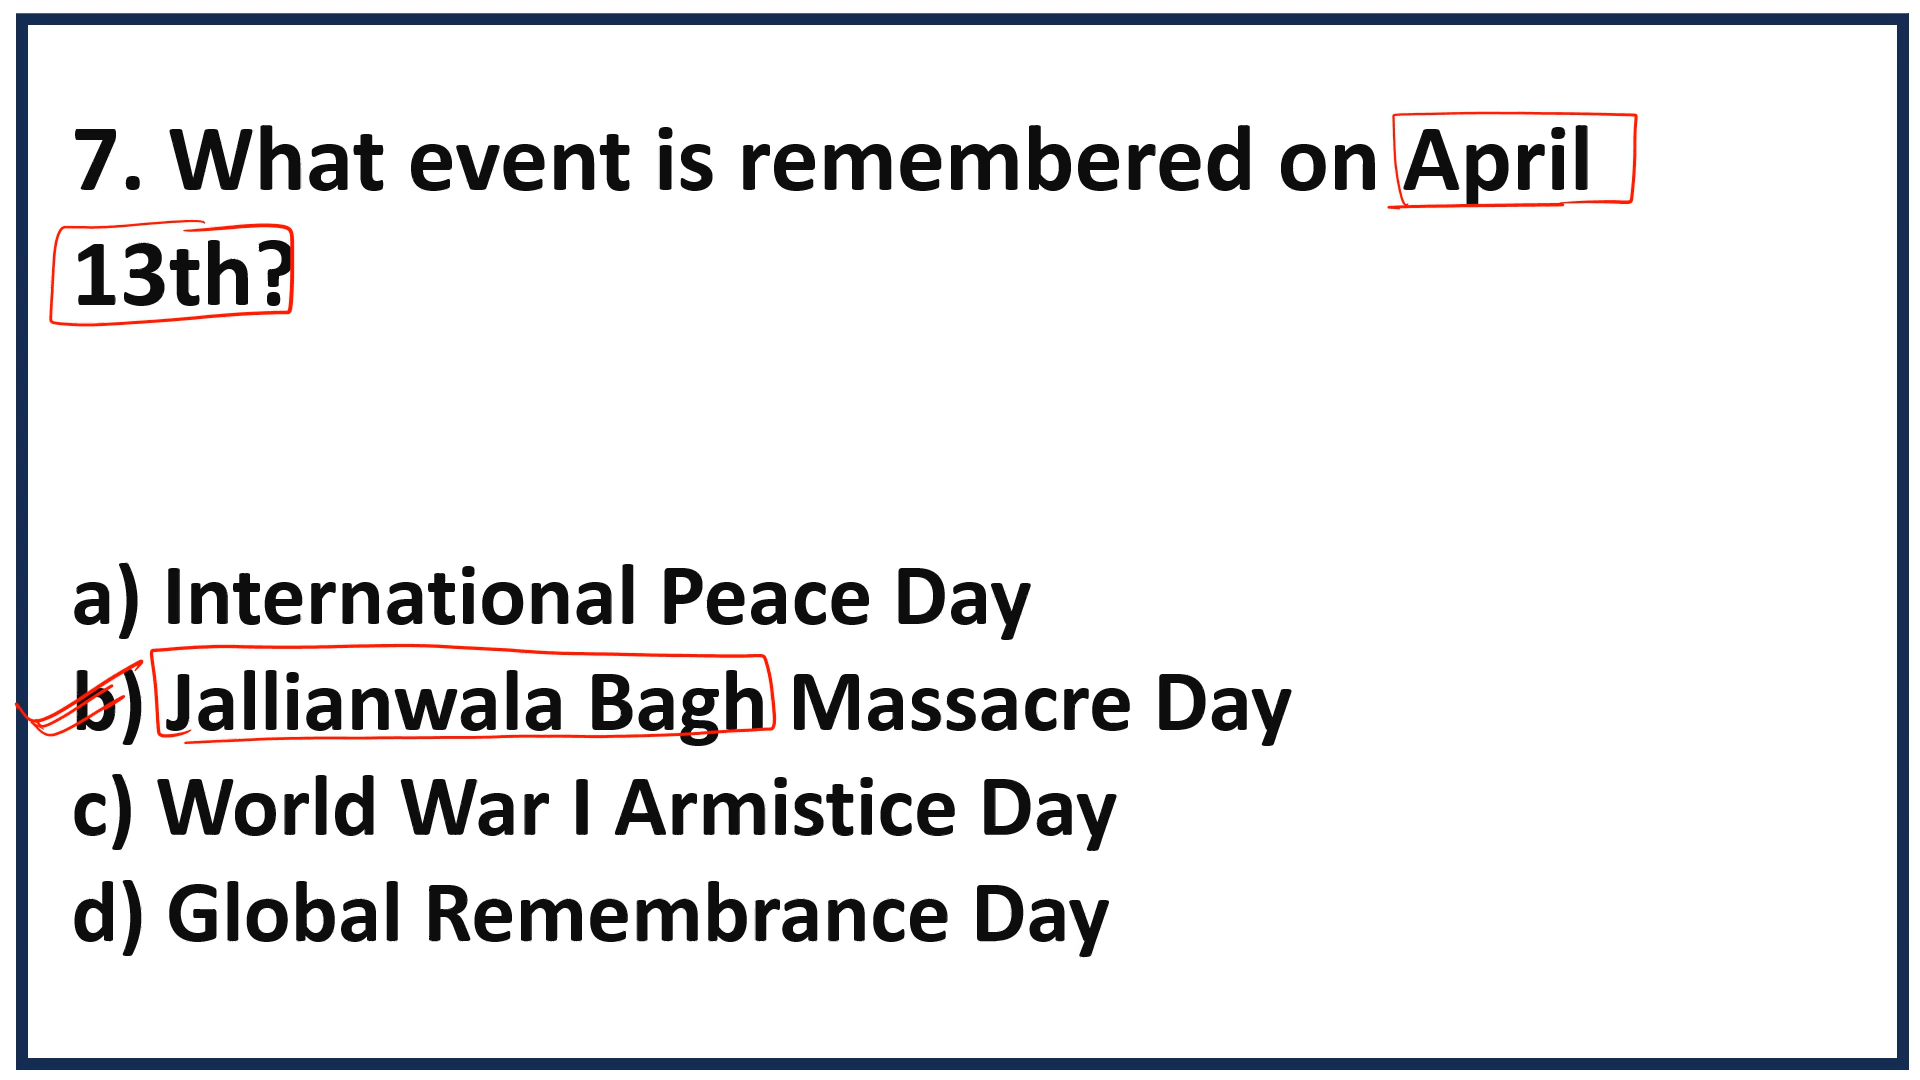 7. What event is remembered on April
13th?
a) International Peace Day
b) Jallianwala Bagh Massacre Day
c) World War I Armistice Day
d) Global Remembrance Day